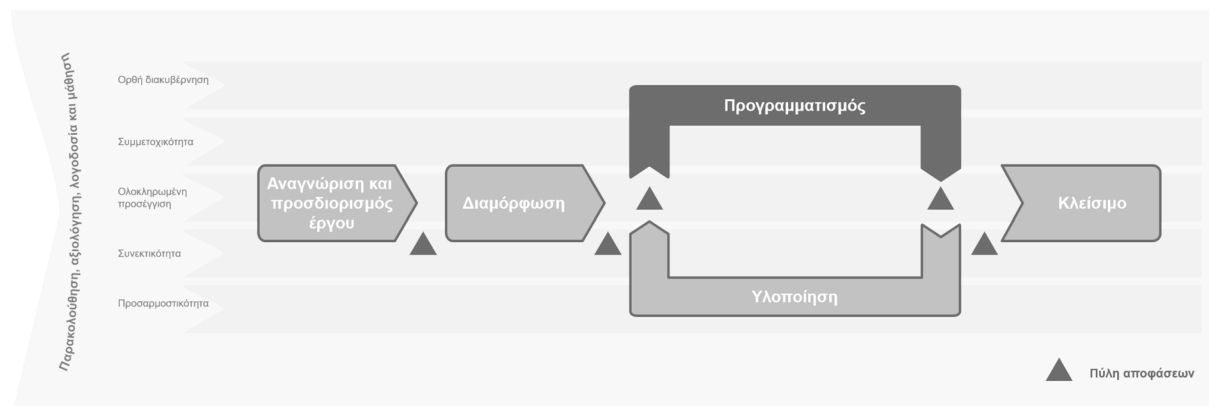 Παρακολούθηση, αξιολόγηση, λογοδοσία και μάθηση
Ορθή διακυβέρνηση
Συμμετοχικότητα
Ολοκληρωμένη
προσέγγιση
Συνεκτικότητα
Προσαρμοστικότητα
Αναγνώριση και
προσδιορισμός
έργου
Διαμόρφωση
Προγραμματισμός
Υλοποίηση
Κλείσιμο
Πύλη αποφάσεων